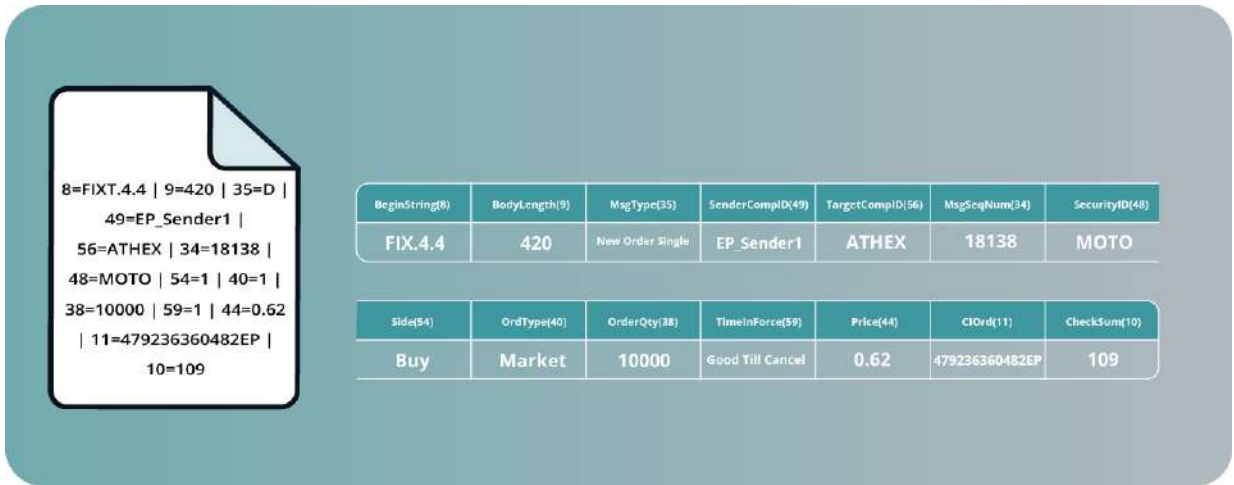 8=FIXT.4.4 | 9=420 | 35=D |
49=EP_Sender1 |
56=ATHEX | 34=18138 |
48=MOTO | 54=1 | 40=1 |
38=10000 | 59=1 | 44=0.62
| 11=479236360482EP |
10=109
BeginString(8) BodyLength(9) MsgType(35) SenderCompID(49) TargetCompID(56) MsgSeqNum(34) SecurityID(48)
FIX.4.4 420 New Order Single EP_Sender1 ATHEX 18138 MOTO
Side(54) OrdType(40) OrderQty(38) TimeInForce(59) Price(44) ClOrd(11) CheckSum(10)
Buy Market 10000 Good Till Cancel 0.62 479236360482EP 109